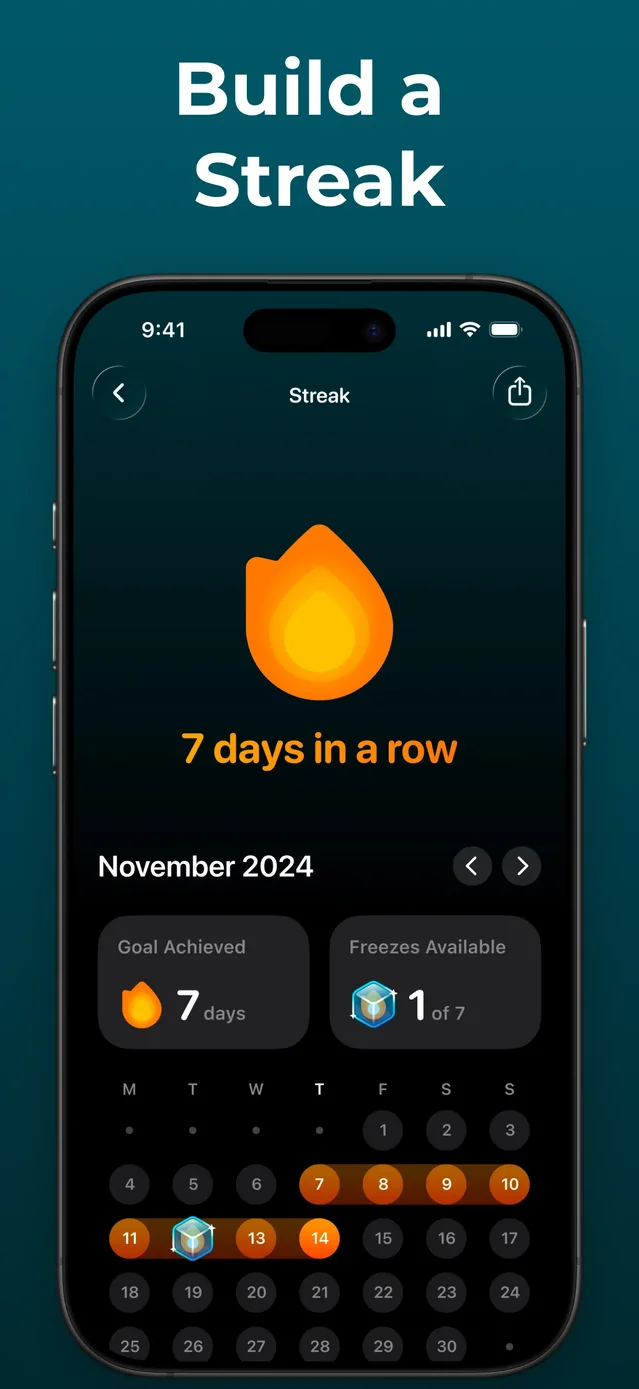 Build a
Streak
9:41
Streak
7 days in a row
November 2024
Goal Achieved
Freezes Available
7 days
1 of 7
M T W T F S S
1 2 3
4 5 6 7 8 9 10
11 13 14 15 16 17
18 19 20 21 22 23 24
25 26 27 28 29 30